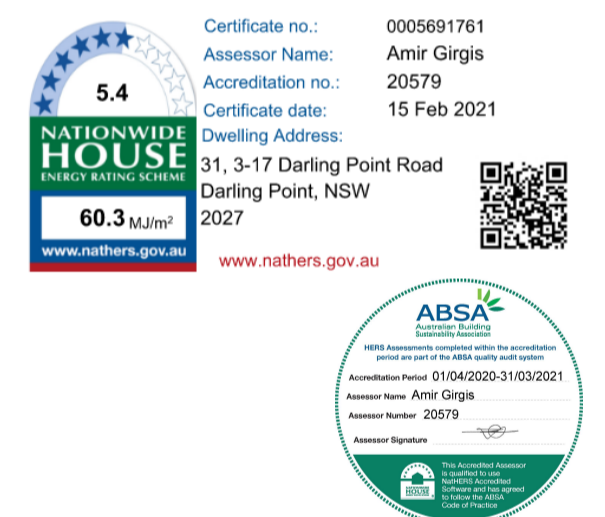 5.4
NATIONWIDE
HOUSE
ENERGY RATING SCHEME
60.3 MJ/m²
www.nathers.gov.au
Certificate no.: 0005691761
Assessor Name: Amir Girgis
Accreditation no.: 20579
Certificate date: 15 Feb 2021
Dwelling Address:
31, 3-17 Darling Point Road
Darling Point, NSW
2027
www.nathers.gov.au
ABSA
Australian Building
Sustainability Association
HERS Assessments completed within the accreditation
period are part of the ABSA quality audit system
Accreditation Period 01/04/2020-31/03/2021
Assessor Name Amir Girgis
Assessor Number 20579
Assessor Signature
NATIONWIDE
HOUSE
This Accredited Assessor
is qualified to use
NatHERS Accredited
Software and has agreed
to follow the ABSA
Code of Practice